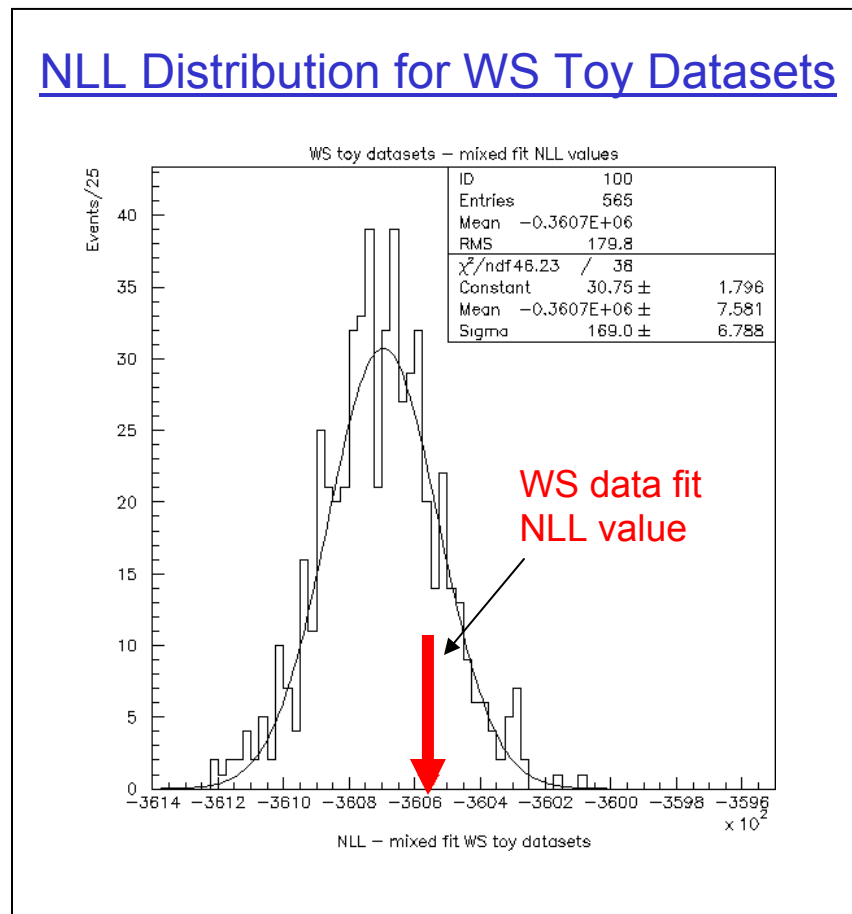 NLL Distribution for WS Toy Datasets
WS toy datasets – mixed fit NLL values
ID 100
Entries 565
Mean -0.3607E+06
RMS 179.8
χ²/ndf 46.23 / 38
Constant 30.75 ± 1.796
Mean -0.3607E+06 ± 7.581
Sigma 169.0 ± 6.788
Events/25
40
35
30
25
20
15
10
5
0
WS data fit
NLL value
-3614 -3612 -3610 -3608 -3606 -3604 -3602 -3600 -3598 -3596
x 10²
NLL – mixed fit WS toy datasets